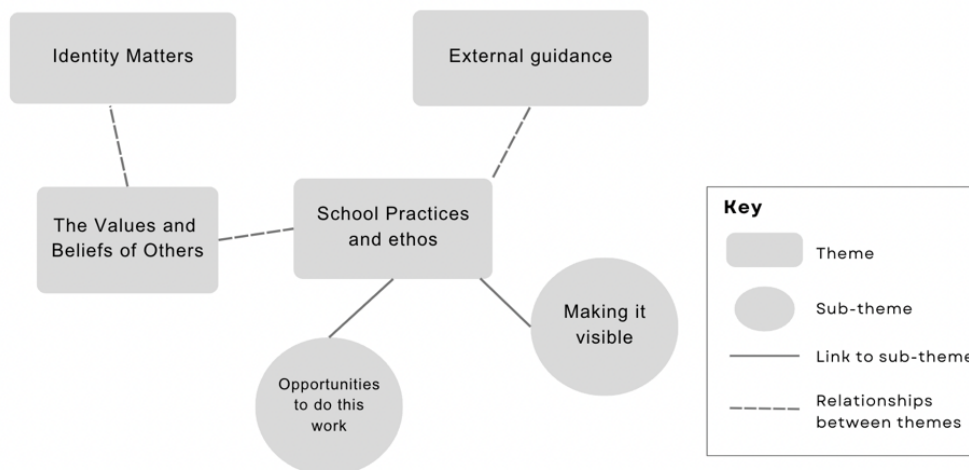 Identity Matters
External guidance
The Values and
Beliefs of Others
School Practices
and ethos
Making it
visible
Opportunities
to do this
work
Key
Theme
Sub-theme
Link to sub-theme
Relationships
between themes